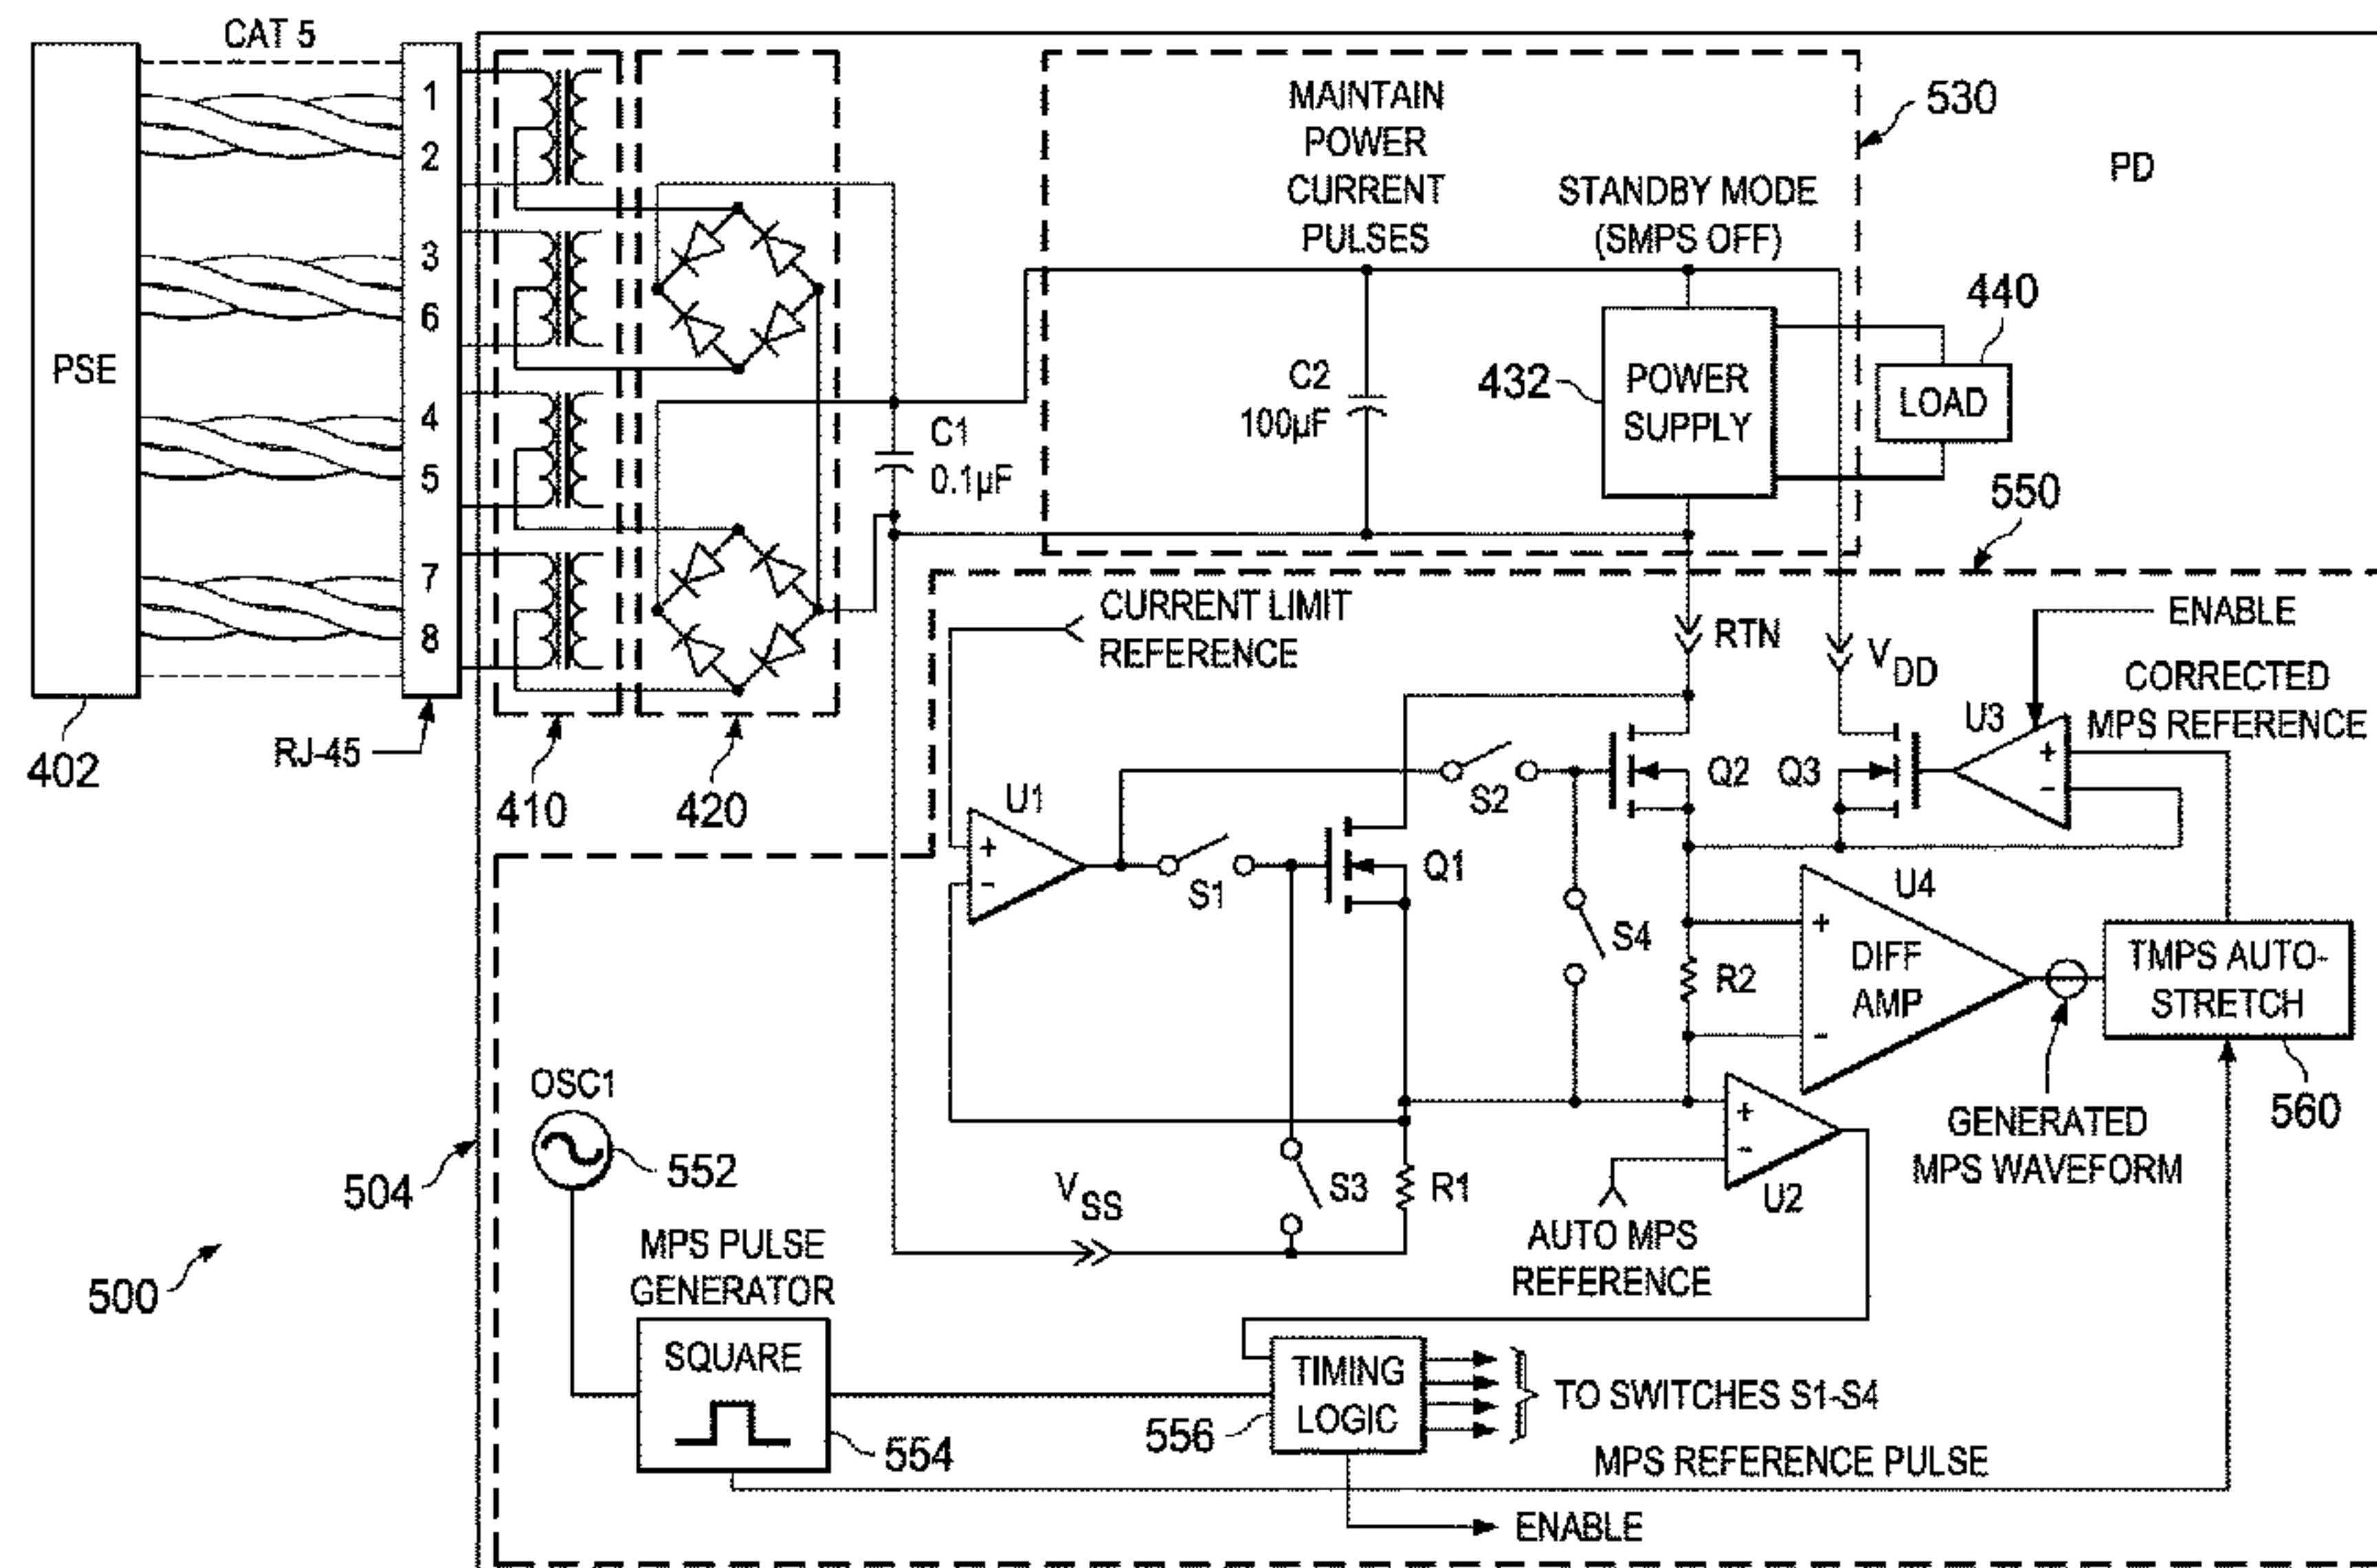 CAT 5
PSE
402
1
2
3
6
4
5
7
8
RJ-45
410
420
C1
0.1µF
MAINTAIN
POWER
CURRENT
PULSES
STANDBY MODE
(SMPS OFF)
530
PD
C2
100µF
432
POWER
SUPPLY
440
LOAD
550
CURRENT LIMIT
REFERENCE
RTN
VDD
ENABLE
CORRECTED
MPS REFERENCE
U3
+
-
U1
+
-
S1
S2
Q1
Q2
Q3
S4
R2
U4
+
DIFF
AMP
-
TMPS AUTO-
STRETCH
560
GENERATED
MPS WAVEFORM
OSC1
552
504
500
VSS
S3
R1
+
-
U2
AUTO MPS
REFERENCE
MPS PULSE
GENERATOR
SQUARE
554
556
TIMING
LOGIC
TO SWITCHES S1-S4
MPS REFERENCE PULSE
ENABLE